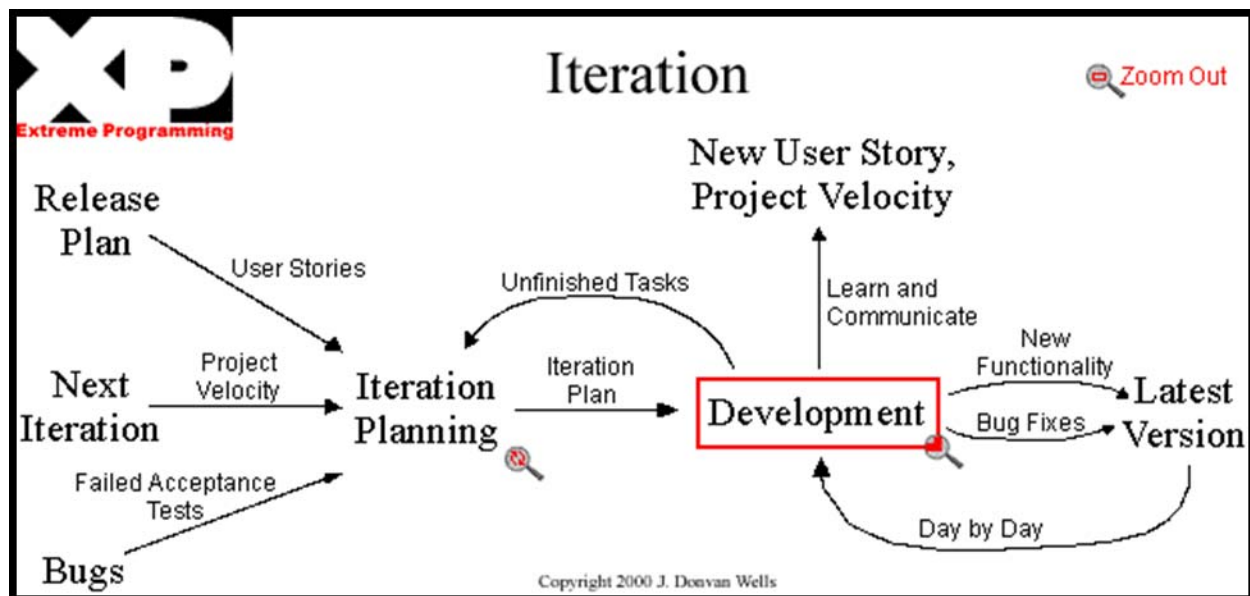 XP
Extreme Programming
Iteration
Zoom Out
New User Story,
Project Velocity
Release
Plan
User Stories
Unfinished Tasks
Learn and
Communicate
New
Functionality
Project
Velocity
Next
Iteration
Iteration
Planning
Iteration
Plan
Development
Bug Fixes
Latest
Version
Failed Acceptance
Tests
Day by Day
Bugs
Copyright 2000 J. Donvan Wells